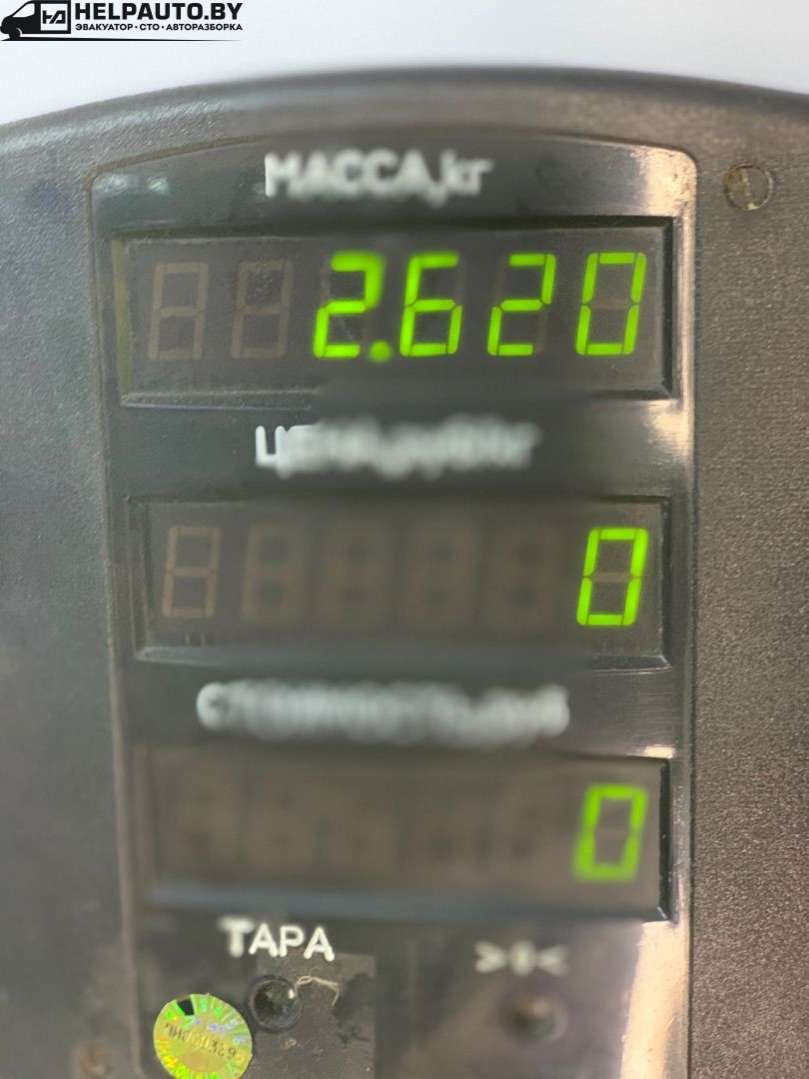 HELPAUTO.BY
ЭВАКУАТОР • СТО • АВТОРАЗБОРКА
МАССА,kг
2.620
0
0
ТАРА
>0<